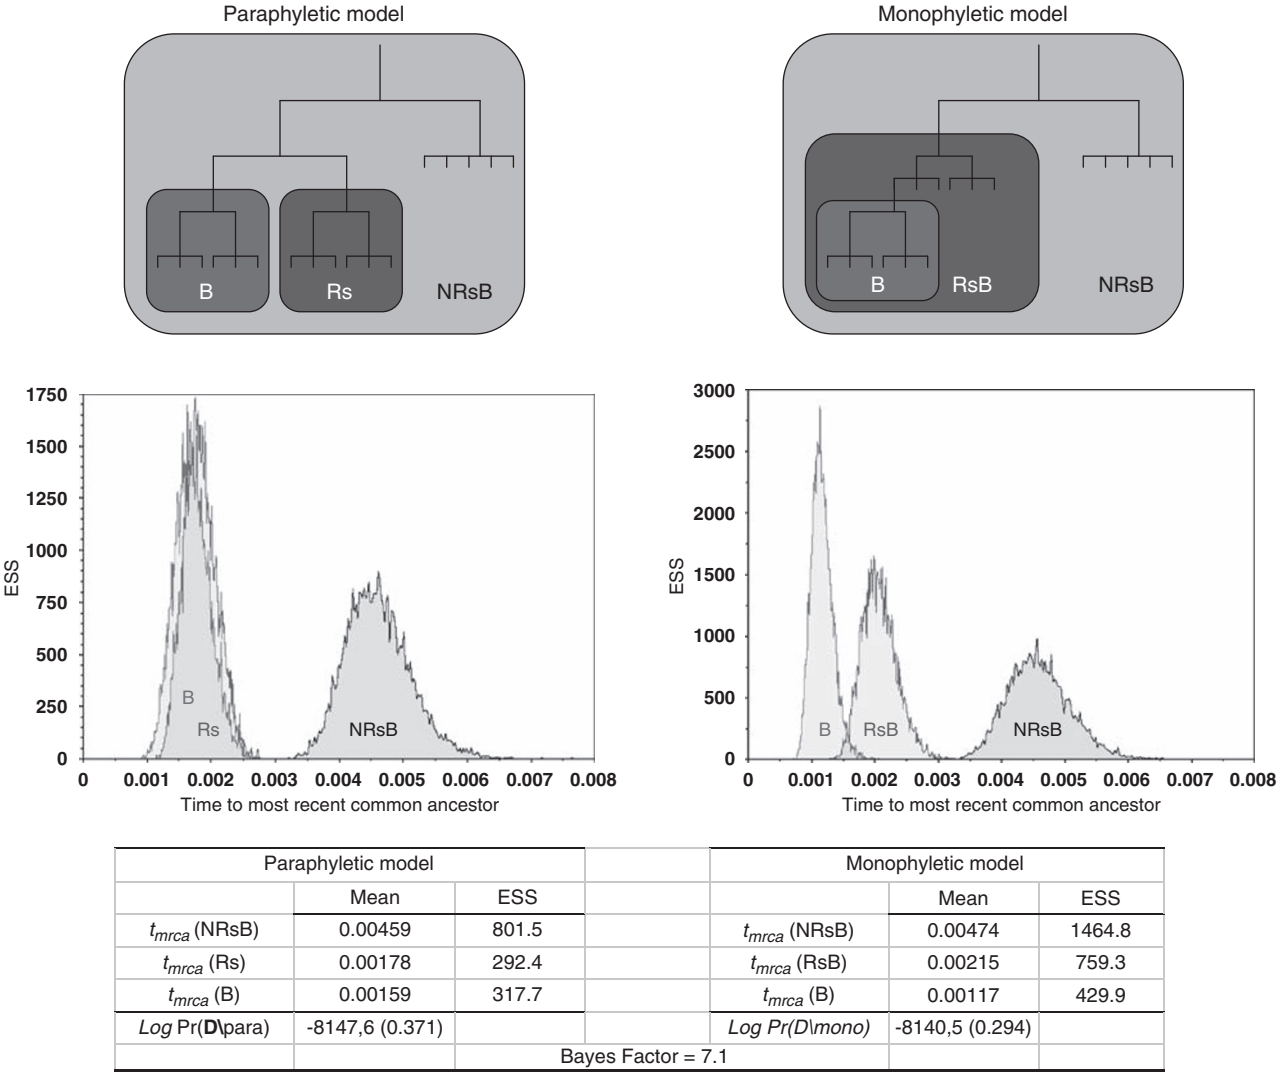 Paraphyletic model
Monophyletic model
B
Rs
NRsB
B
RsB
NRsB
1750
1500
1250
1000
750
500
250
0
ESS
B
Rs
NRsB
0 0.001 0.002 0.003 0.004 0.005 0.006 0.007 0.008
Time to most recent common ancestor
3000
2500
2000
1500
1000
500
0
ESS
B
RsB
NRsB
0 0.001 0.002 0.003 0.004 0.005 0.006 0.007 0.008
Time to most recent common ancestor
Paraphyletic model Monophyletic model
Mean ESS Mean ESS
tmrca (NRsB) 0.00459 801.5 tmrca (NRsB) 0.00474 1464.8
tmrca (Rs) 0.00178 292.4 tmrca (RsB) 0.00215 759.3
tmrca (B) 0.00159 317.7 tmrca (B) 0.00117 429.9
Log Pr(D\para) -8147,6 (0.371) Log Pr(D\mono) -8140,5 (0.294)
Bayes Factor = 7.1